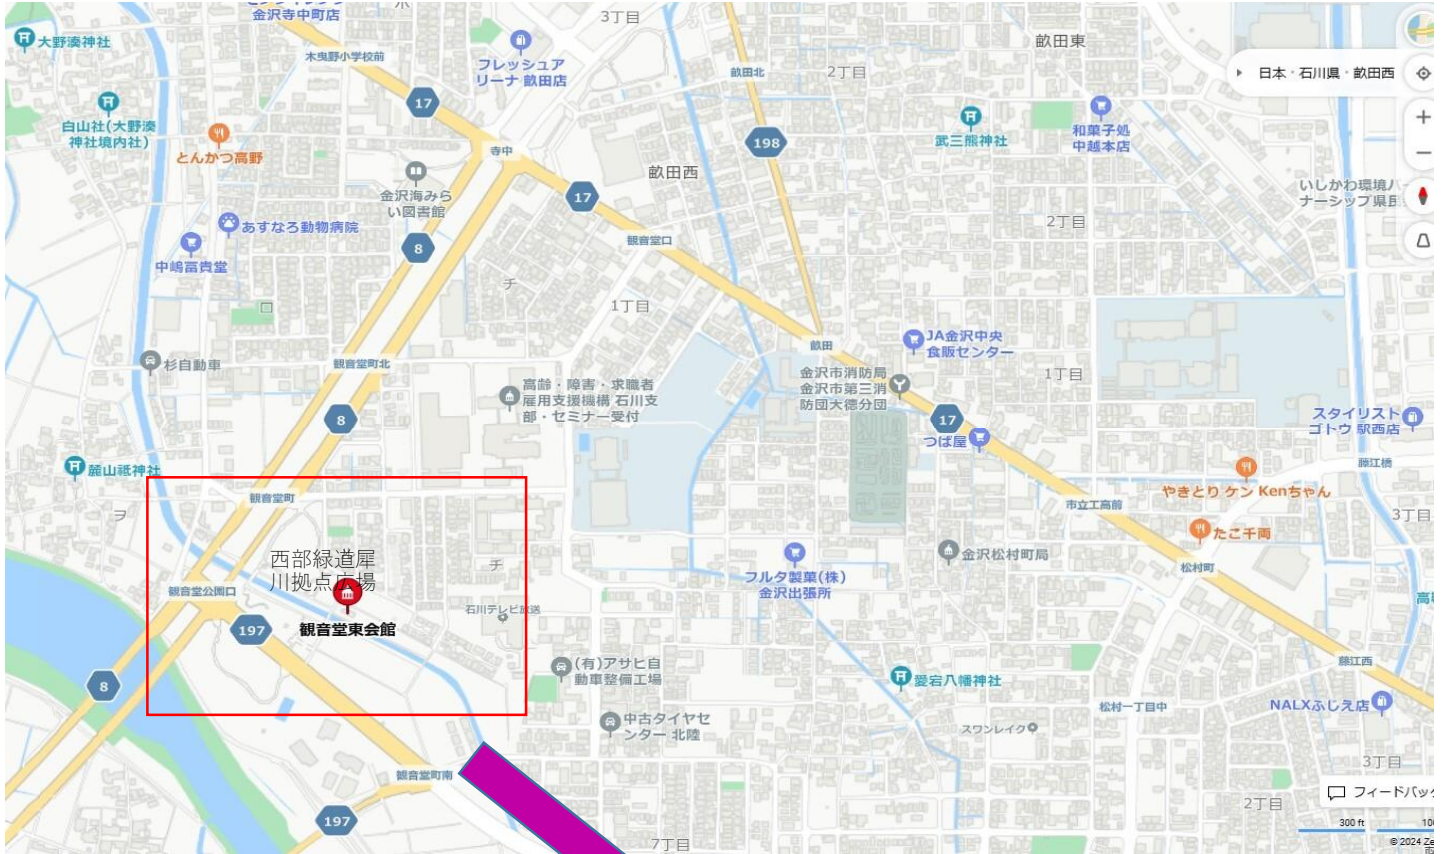 金沢寺中町店
大野湊神社
木曳野小学校前
3丁目
フレッシュア
リーナ 畝田店
畝田北
2丁目
畝田東
日本・石川県・畝田西
17
白山社(大野湊
神社境内社)
とんかつ高野
寺中
198
武三熊神社
和菓子処
中越本店
金沢海みら
い図書館
畝田西
17
いしかわ環境パ
ナーシップ県民
あすなろ動物病院
8
観音堂口
2丁目
中嶋冨貴堂
チ
1丁目
ロ
杉自動車
観音堂町北
畝田
JA金沢中央
食販センター
高齢・障害・求職者
雇用支援機構 石川支
部・セミナー受付
金沢市消防局
金沢市第三消
防団大徳分団
1丁目
8
17
つば屋
スタイリスト
ゴトウ 駅西店
麓山祇神社
藤江橋
観音堂町
やきとり ケン Kenちゃん
市立工高前
ヲ
3丁目
たこ千両
西部緑道犀
川拠点広場
チ
金沢松村町局
松村町
フルタ製菓(株)
金沢出張所
観音堂公園口
石川テレビ放送
197
観音堂東会館
(有)アサヒ自
動車整備工場
藤江西
8
愛宕八幡神社
松村一丁目中
NALXふじえ店
中古タイヤセ
ンター 北陸
スワンレイク
3丁目
観音堂町南
フィードバック
2丁目
197
300 ft
7丁目
© 2024 Ze